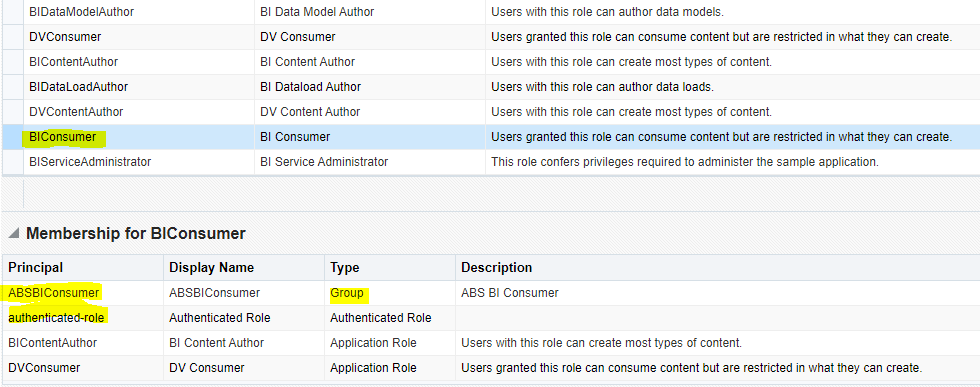 BIDataModelAuthor BI Data Model Author Users with this role can author data models.
DVConsumer DV Consumer Users granted this role can consume content but are restricted in what they can create.
BIContentAuthor BI Content Author Users with this role can create most types of content.
BIDataLoadAuthor BI Dataload Author Users with this role can author data loads.
DVContentAuthor DV Content Author Users with this role can create most types of content.
BIConsumer BI Consumer Users granted this role can consume content but are restricted in what they can create.
BIServiceAdministrator BI Service Administrator This role confers privileges required to administer the sample application.
Membership for BIConsumer
Principal Display Name Type Description
ABSBIConsumer ABSBIConsumer Group ABS BI Consumer
authenticated-role Authenticated Role Authenticated Role
BIContentAuthor BI Content Author Application Role Users with this role can create most types of content.
DVConsumer DV Consumer Application Role Users granted this role can consume content but are restricted in what they can create.